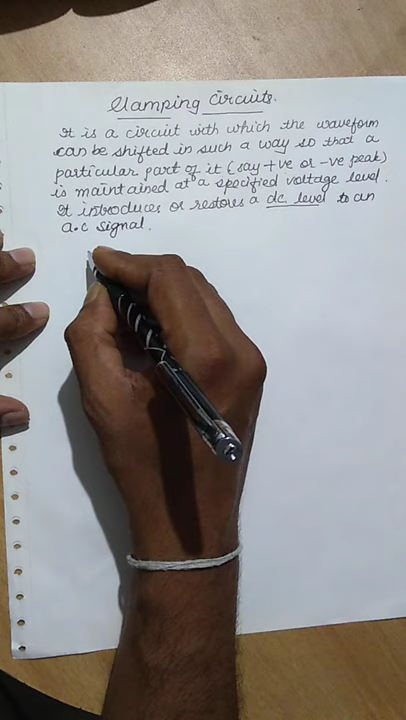 Clamping Circuits.
It is a circuit with which the waveform
can be shifted in such a way so that a
particular part of it (say +ve or -ve peak)
is maintained at a specified voltage level.
It introduces or restores a dc level to an
a.c signal.